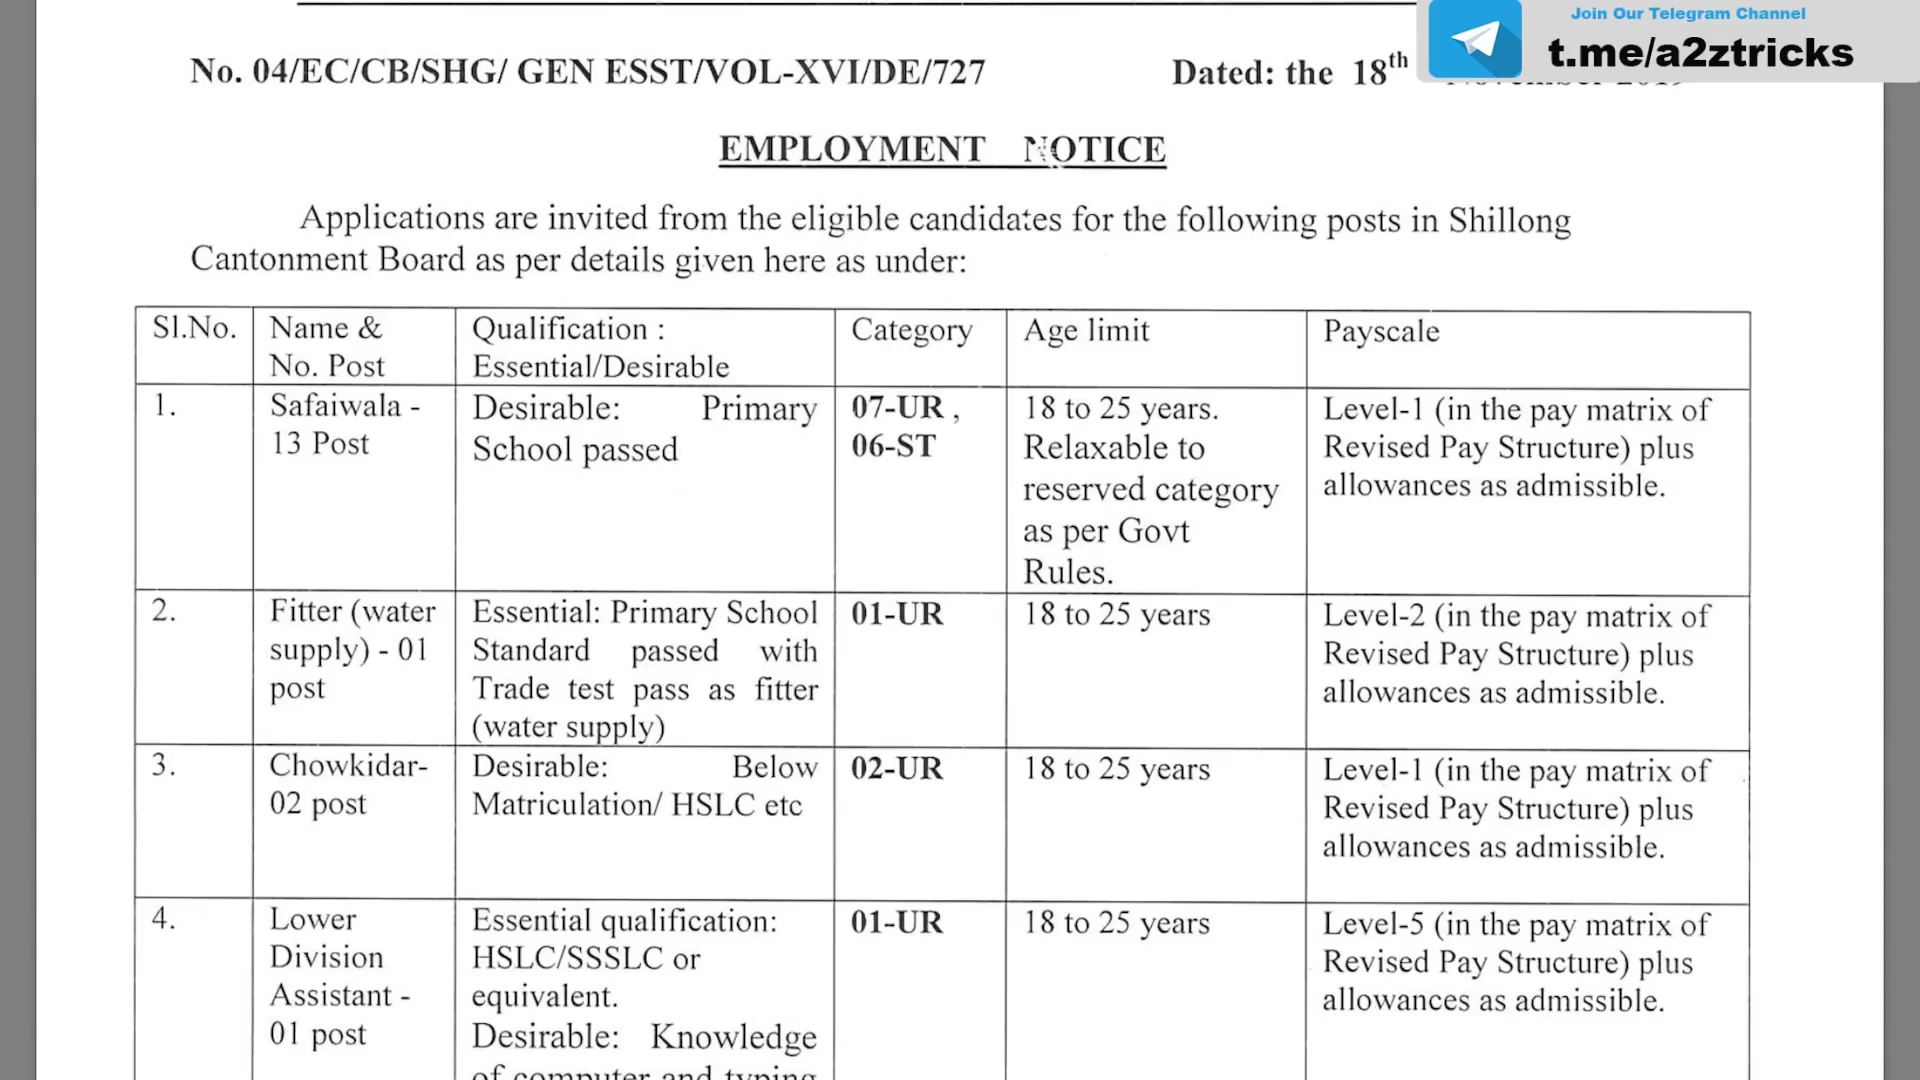 Join Our Telegram Channel
t.me/a2ztricks
No. 04/EC/CB/SHG/ GEN ESST/VOL-XVI/DE/727 Dated: the 18th
EMPLOYMENT NOTICE
Applications are invited from the eligible candidates for the following posts in Shillong
Cantonment Board as per details given here as under:
Sl.No.
Name &
No. Post
Qualification :
Essential/Desirable
Category
Age limit
Payscale
1.
Safaiwala -
13 Post
Desirable: Primary
School passed
07-UR ,
06-ST
18 to 25 years.
Relaxable to
reserved category
as per Govt
Rules.
Level-1 (in the pay matrix of
Revised Pay Structure) plus
allowances as admissible.
2.
Fitter (water
supply) - 01
post
Essential: Primary School
Standard passed with
Trade test pass as fitter
(water supply)
01-UR
18 to 25 years
Level-2 (in the pay matrix of
Revised Pay Structure) plus
allowances as admissible.
3.
Chowkidar-
02 post
Desirable: Below
Matriculation/ HSLC etc
02-UR
18 to 25 years
Level-1 (in the pay matrix of
Revised Pay Structure) plus
allowances as admissible.
4.
Lower
Division
Assistant -
01 post
Essential qualification:
HSLC/SSSLC or
equivalent.
Desirable: Knowledge
of computer and typing
01-UR
18 to 25 years
Level-5 (in the pay matrix of
Revised Pay Structure) plus
allowances as admissible.